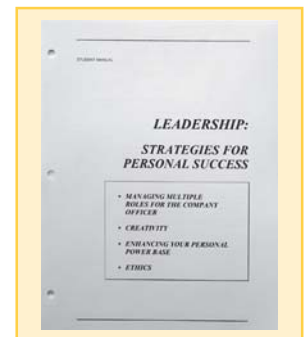 STUDENT MANUAL
LEADERSHIP:
STRATEGIES FOR
PERSONAL SUCCESS
• MANAGING MULTIPLE
ROLES FOR THE COMPANY
OFFICER
• CREATIVITY
• ENHANCING YOUR PERSONAL
POWER BASE
• ETHICS